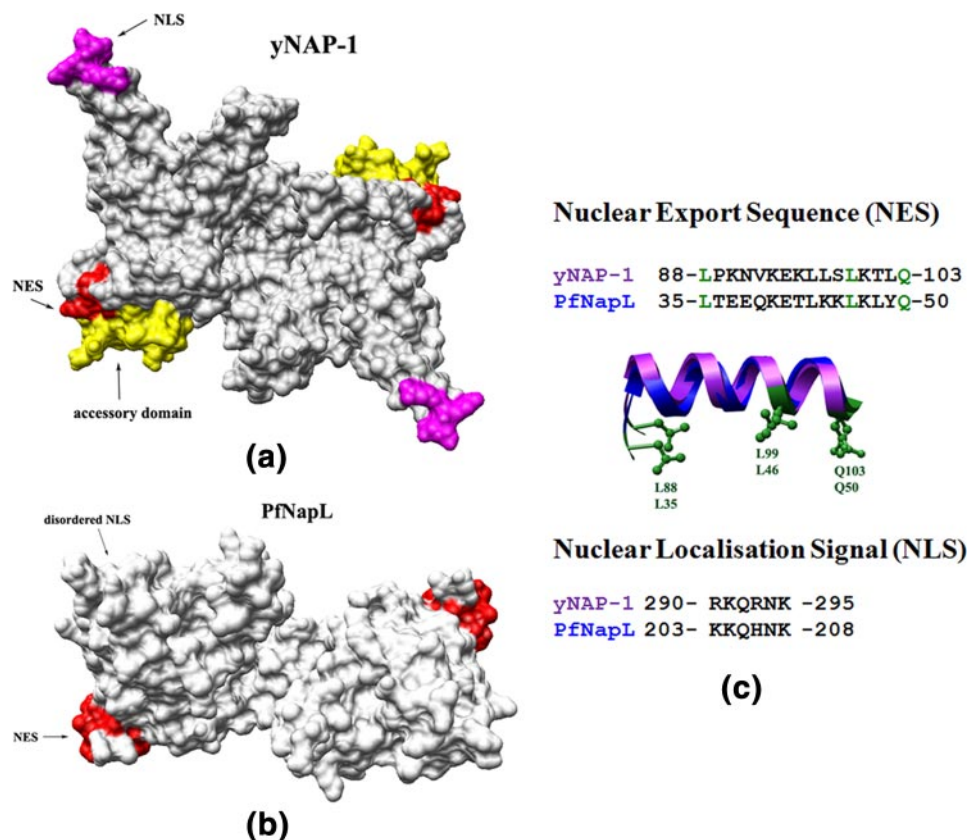 NLS
yNAP-1
NES
accessory domain
(a)
PfNapL
disordered NLS
NES
(b)
Nuclear Export Sequence (NES)
yNAP-1 88-LPKNVKEKLLSLKTLQ-103
PfNapL 35-LTEEQKETLKKLKLYQ-50
L88
L35
L99
L46
Q103
Q50
Nuclear Localisation Signal (NLS)
yNAP-1 290- RKQRNK -295
PfNapL 203- KKQHNK -208
(c)